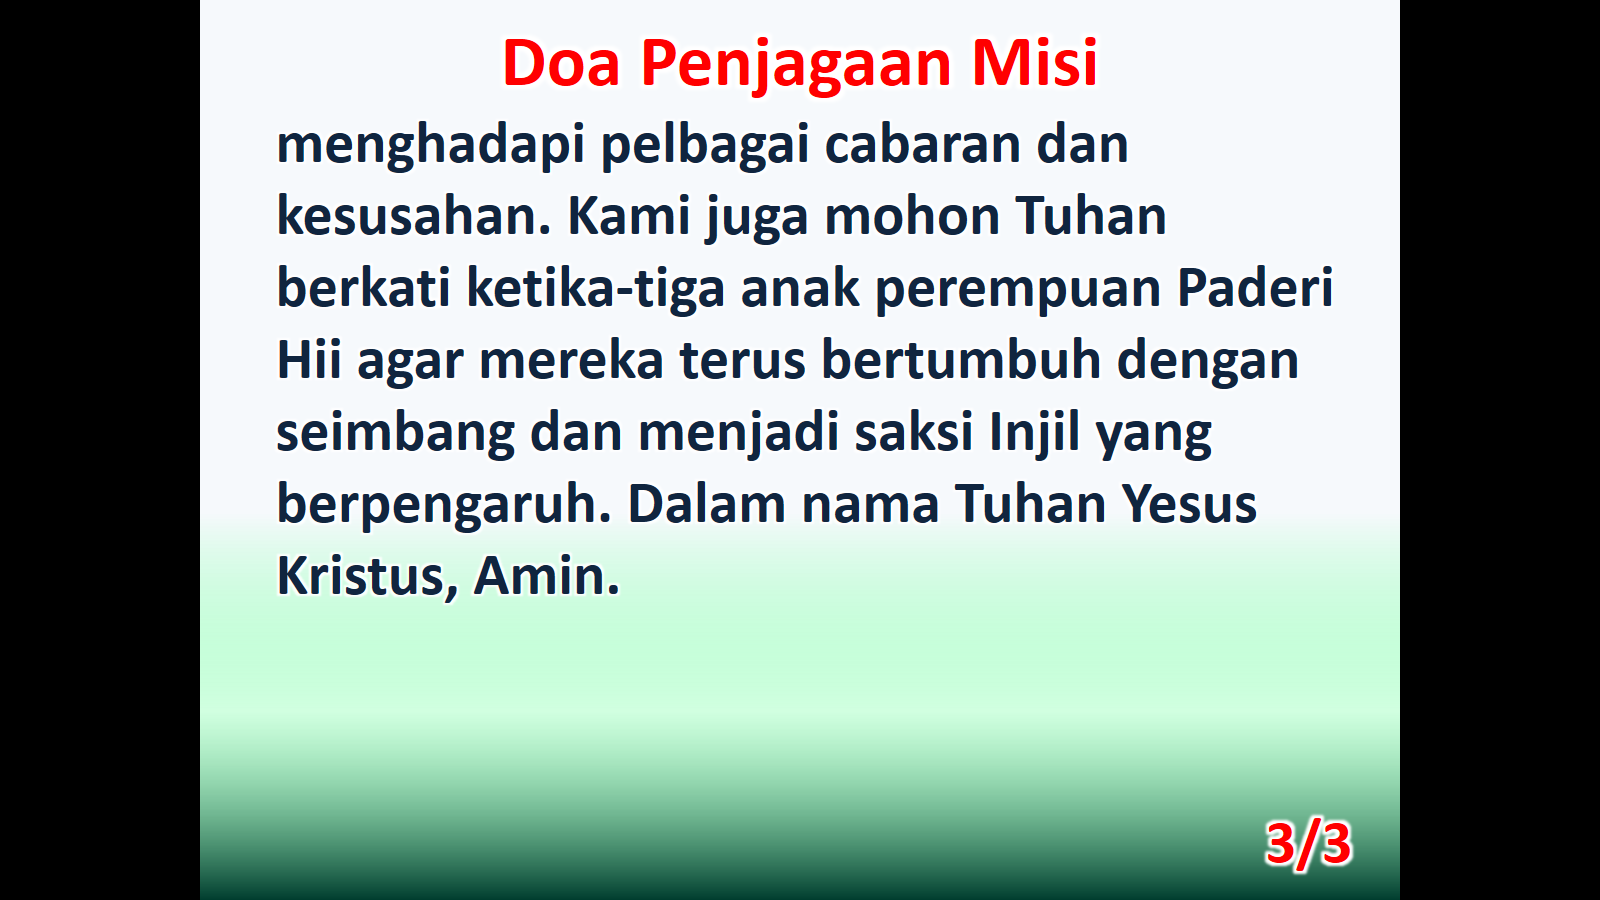 Doa Penjagaan Misi
menghadapi pelbagai cabaran dan
kesusahan. Kami juga mohon Tuhan
berkati ketika-tiga anak perempuan Paderi
Hii agar mereka terus bertumbuh dengan
seimbang dan menjadi saksi Injil yang
berpengaruh. Dalam nama Tuhan Yesus
Kristus, Amin.
3/3